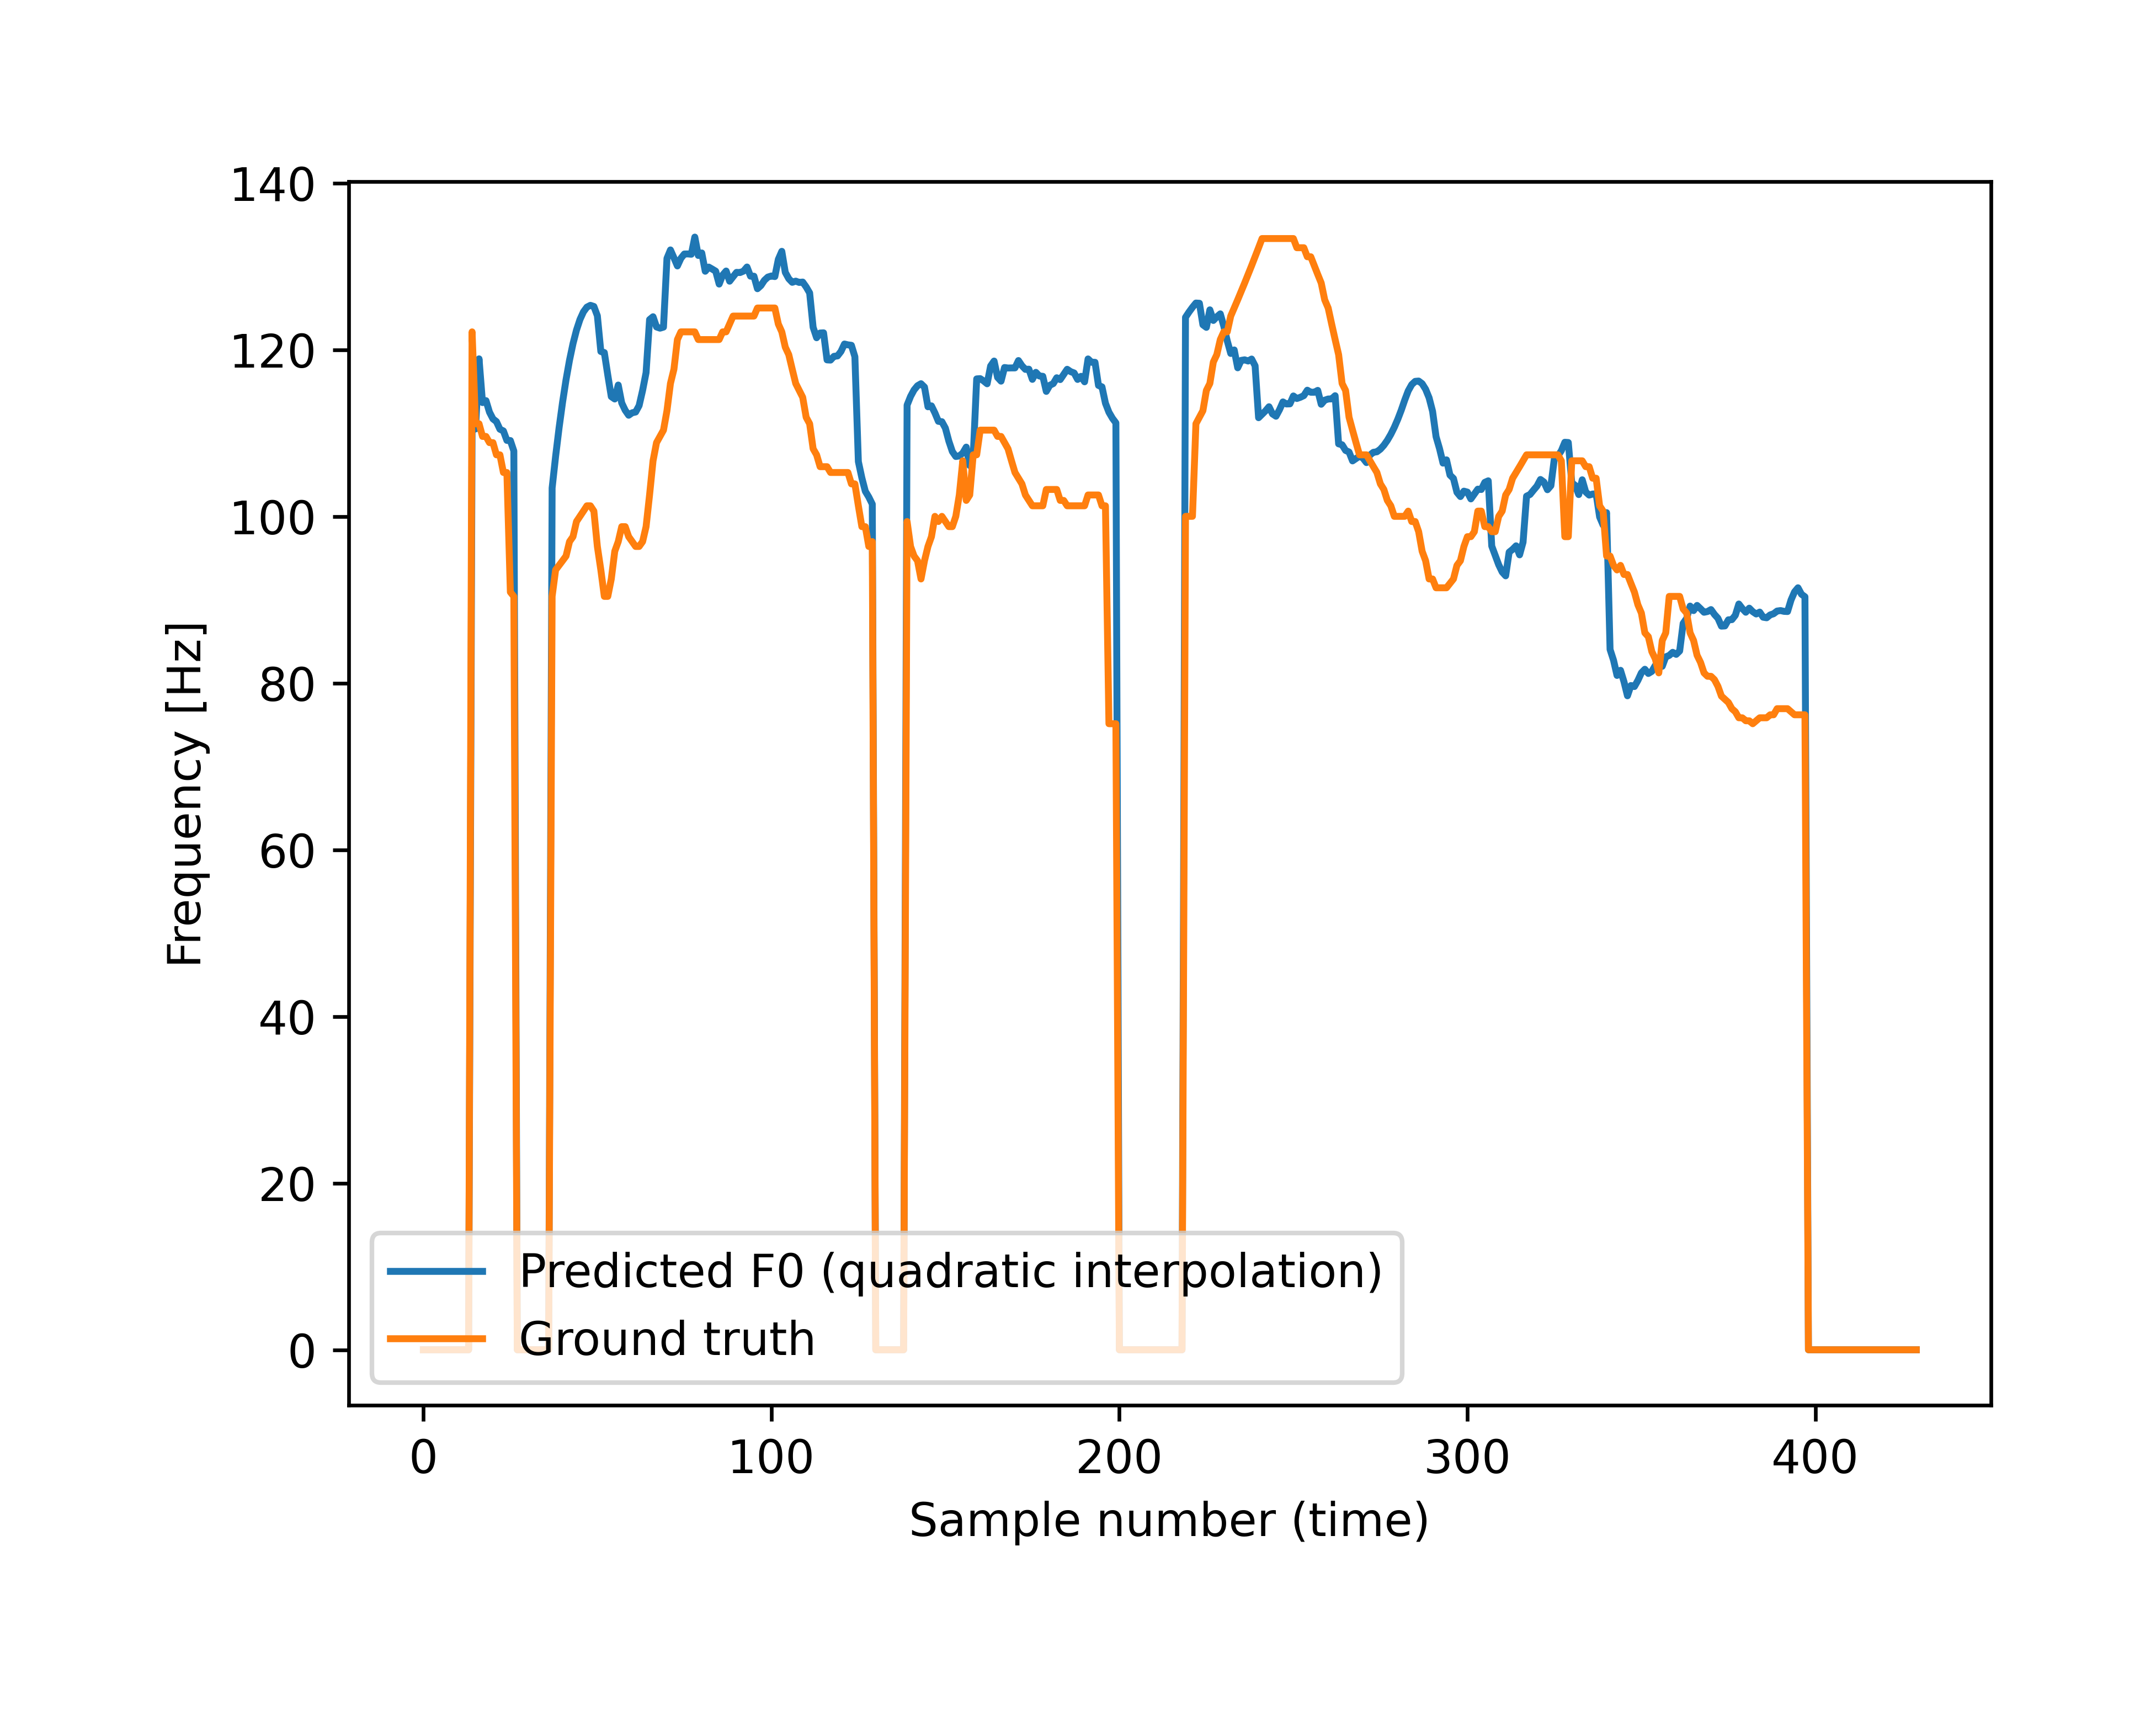 140
120
100
80
60
40
20
0
Frequency [Hz]
Predicted F0 (quadratic interpolation)
Ground truth
0 100 200 300 400
Sample number (time)